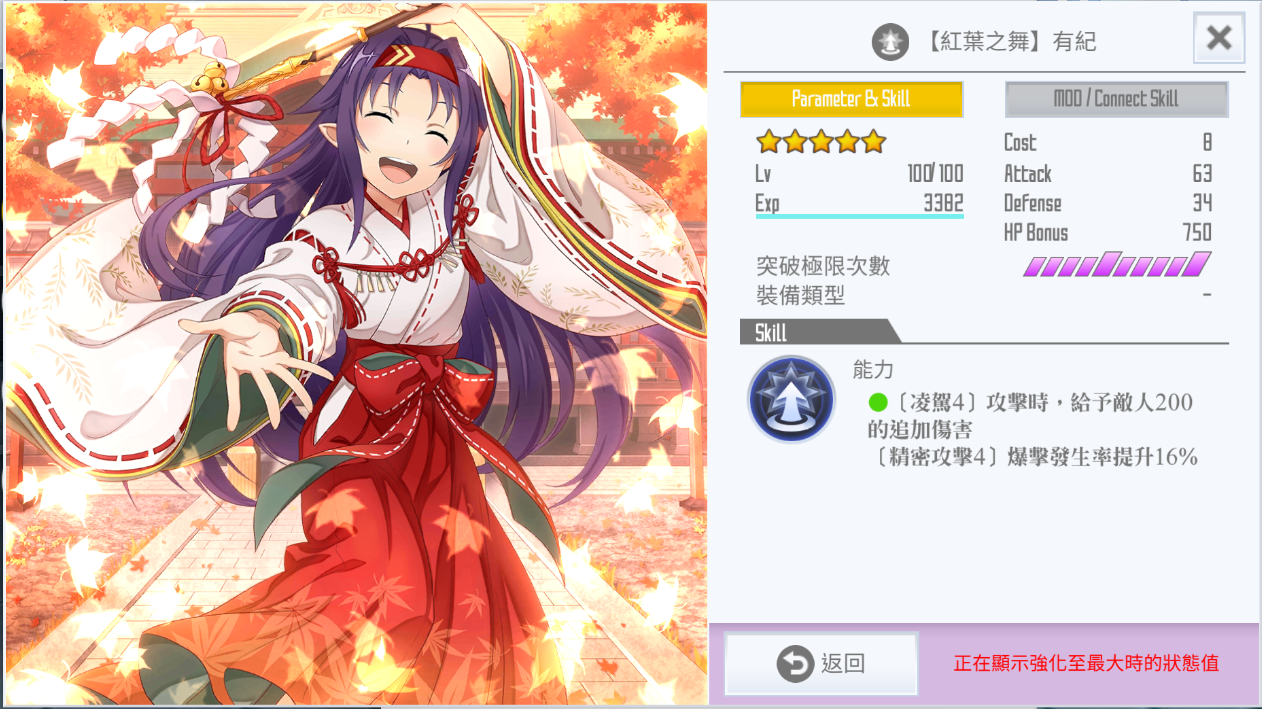 【紅葉之舞】有紀
Parameter & Skill
MOD / Connect Skill
Lv 100/100
Exp 3382
Cost 8
Attack 63
Defense 34
HP Bonus 750
突破極限次數
裝備類型 -
Skill
能力
〔凌駕4〕攻擊時，給予敵人200
的追加傷害
〔精密攻擊4〕爆擊發生率提升16%
返回
正在顯示強化至最大時的狀態值